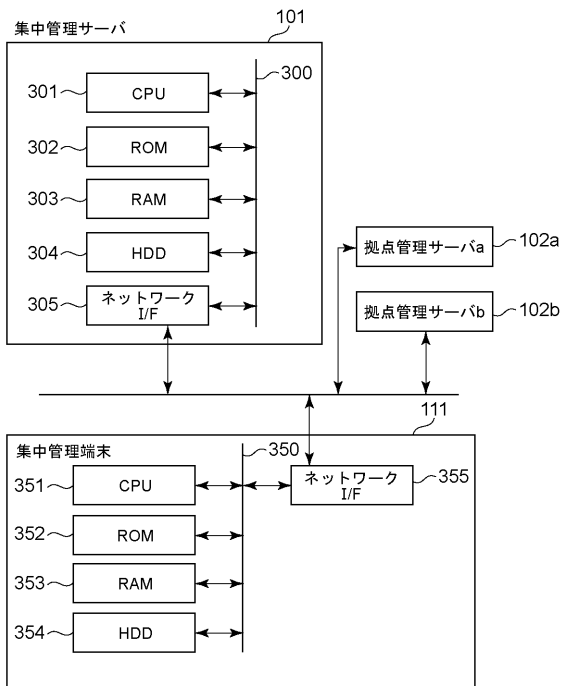 集中管理サーバ
101
300
301
CPU
302
ROM
303
RAM
304
HDD
305
ネットワーク
I/F
拠点管理サーバa
102a
拠点管理サーバb
102b
111
集中管理端末
350
351
CPU
ネットワーク
I/F
355
352
ROM
353
RAM
354
HDD